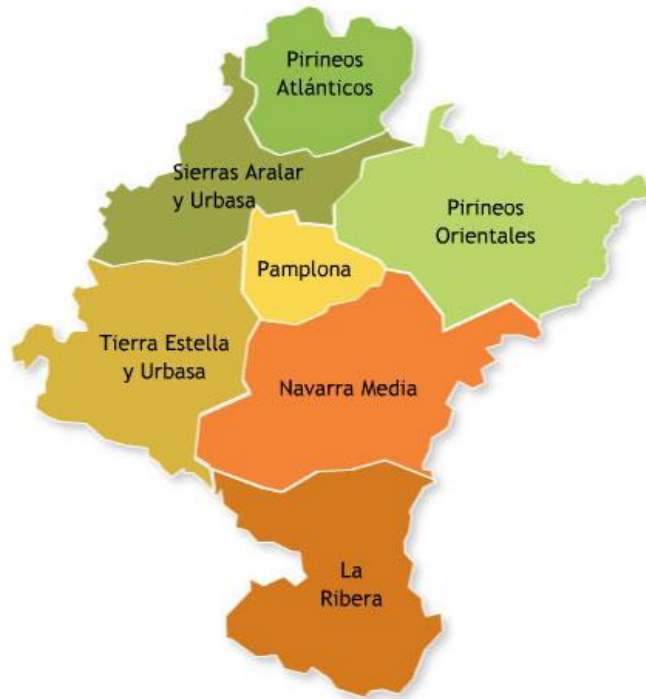 Pirineos
Atlánticos
Sierras Aralar
y Urbasa
Pirineos
Orientales
Pamplona
Tierra Estella
y Urbasa
Navarra Media
La
Ribera